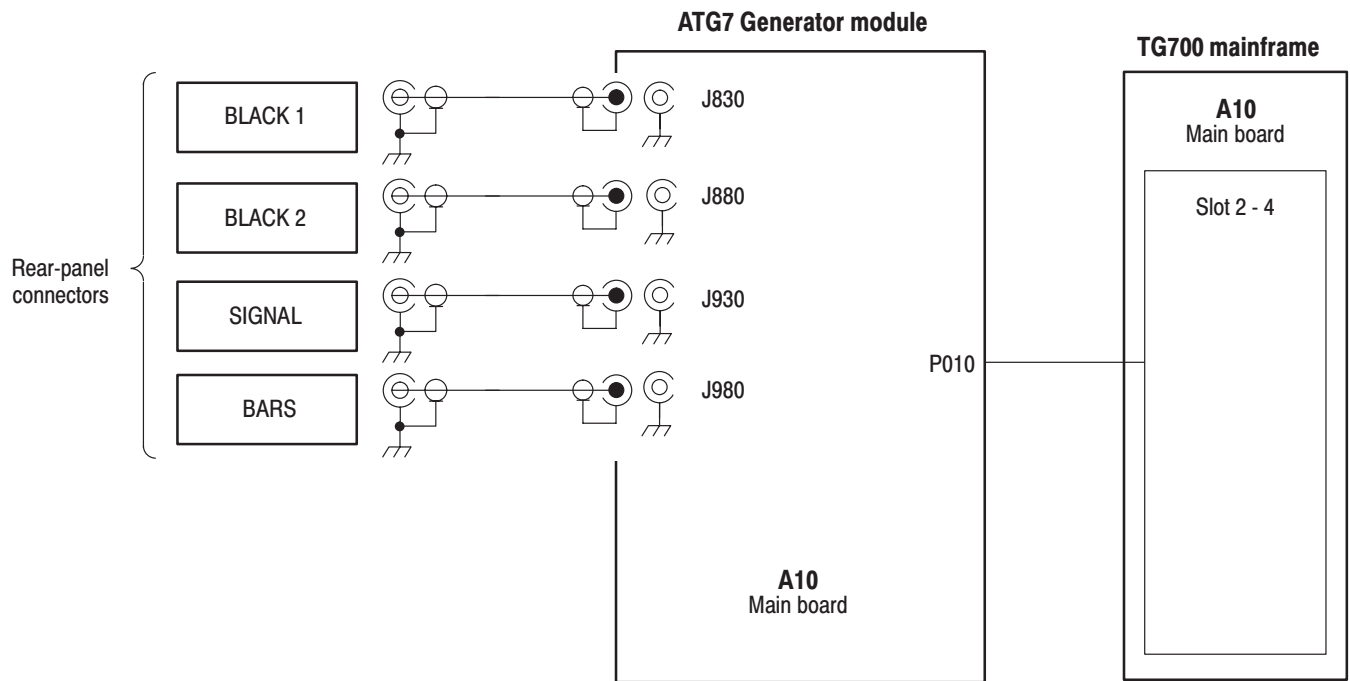 ATG7 Generator module
TG700 mainframe
Rear-panel
connectors
BLACK 1
J830
BLACK 2
J880
SIGNAL
J930
BARS
J980
P010
A10
Main board
A10
Main board
Slot 2 - 4